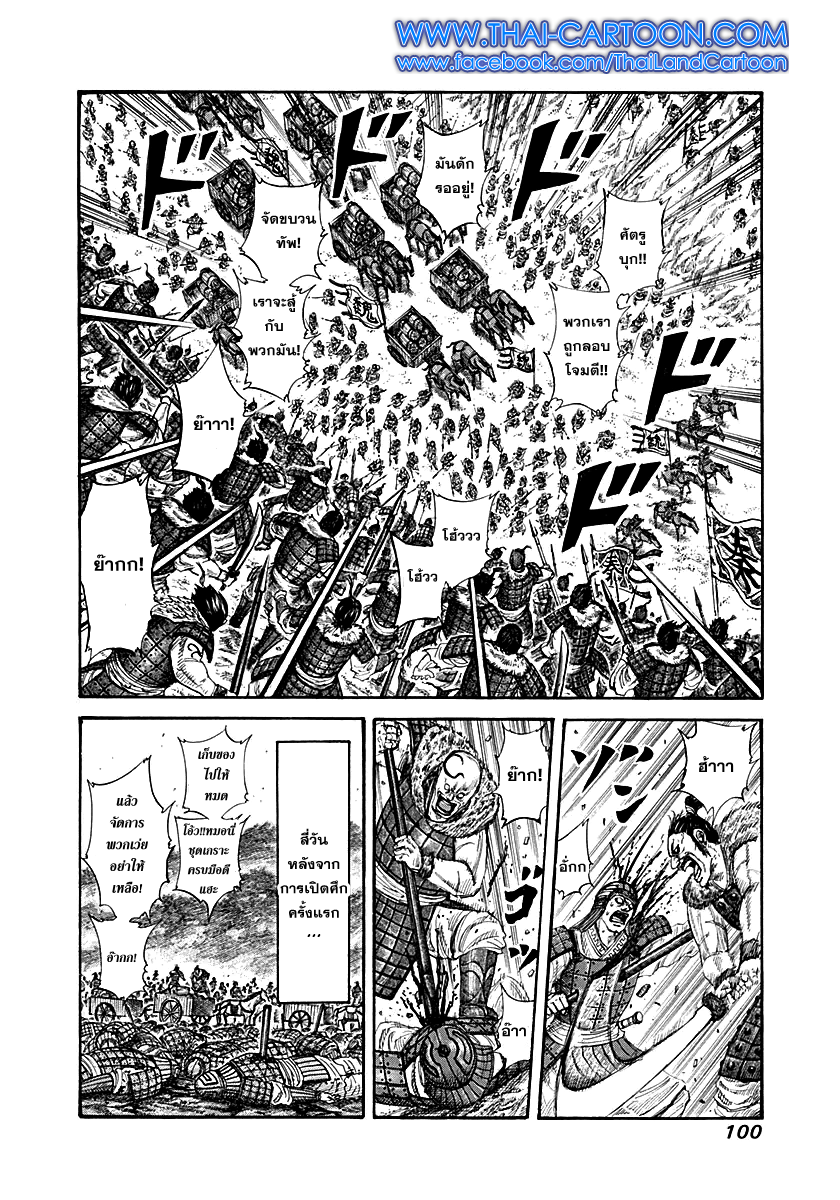 WWW.THAI-CARTOON.COM
www.facebook.com/ThaiLandCartoon
ศัตรู
บุก!!
พวกเรา
ถูกลอบ
โจมตี!!
มันดัก
รออยู่!
จัดขบวน
ทัพ!
เราจะสู้
กับ
พวกมัน!
ย๊าาา!
ย๊ากก!
โฮ้ววว
โฮ้วว
ド
ド
ド
ド
ド
魏
秦
秦
ฮ้าาา
อั่กก
ゾン
ย๊าก!
อ๊าา
ゴッ
สี่วัน
หลังจาก
การเปิดศึก
ครั้งแรก
...
เก็บของ
ไปให้
หมด
โอ้ว!!หมอนี่
ชุดเกราะ
ครบมือดี
แฮะ
แล้ว
จัดการ
พวกเว่ย
อย่าให้
เหลือ!
อ๊ากก!
100